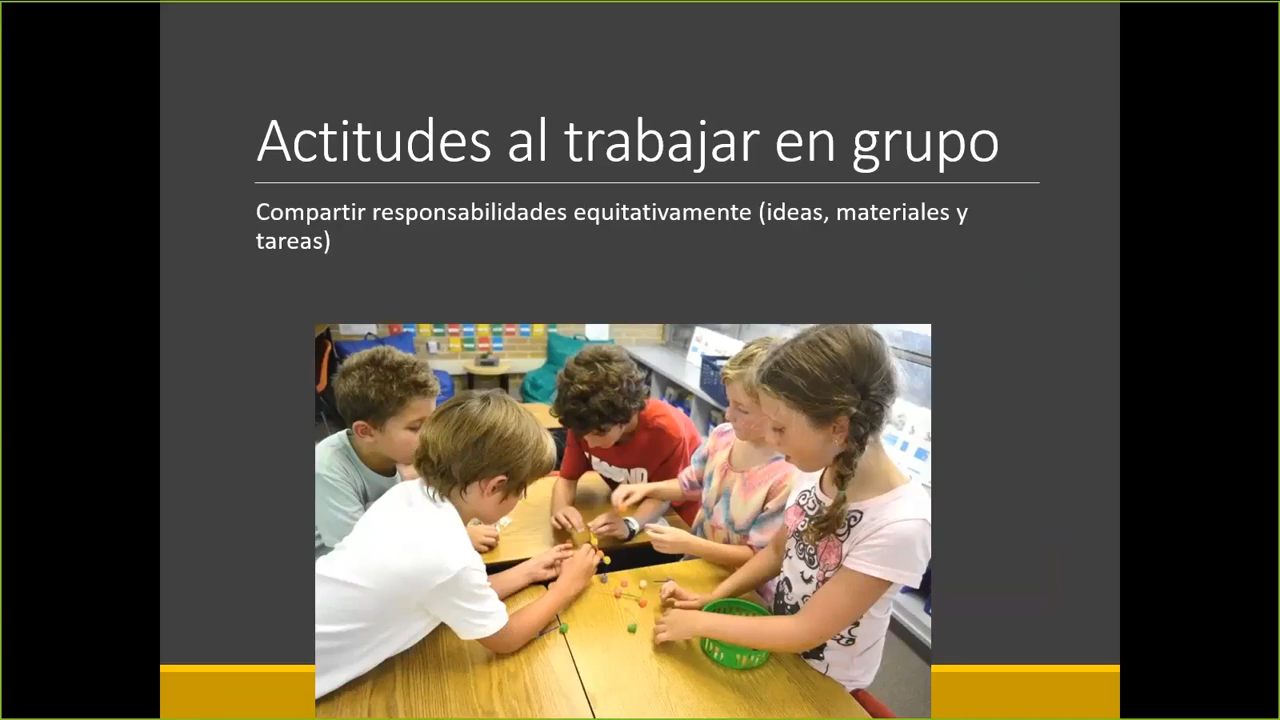 Actitudes al trabajar en grupo
Compartir responsabilidades equitativamente (ideas, materiales y
tareas)